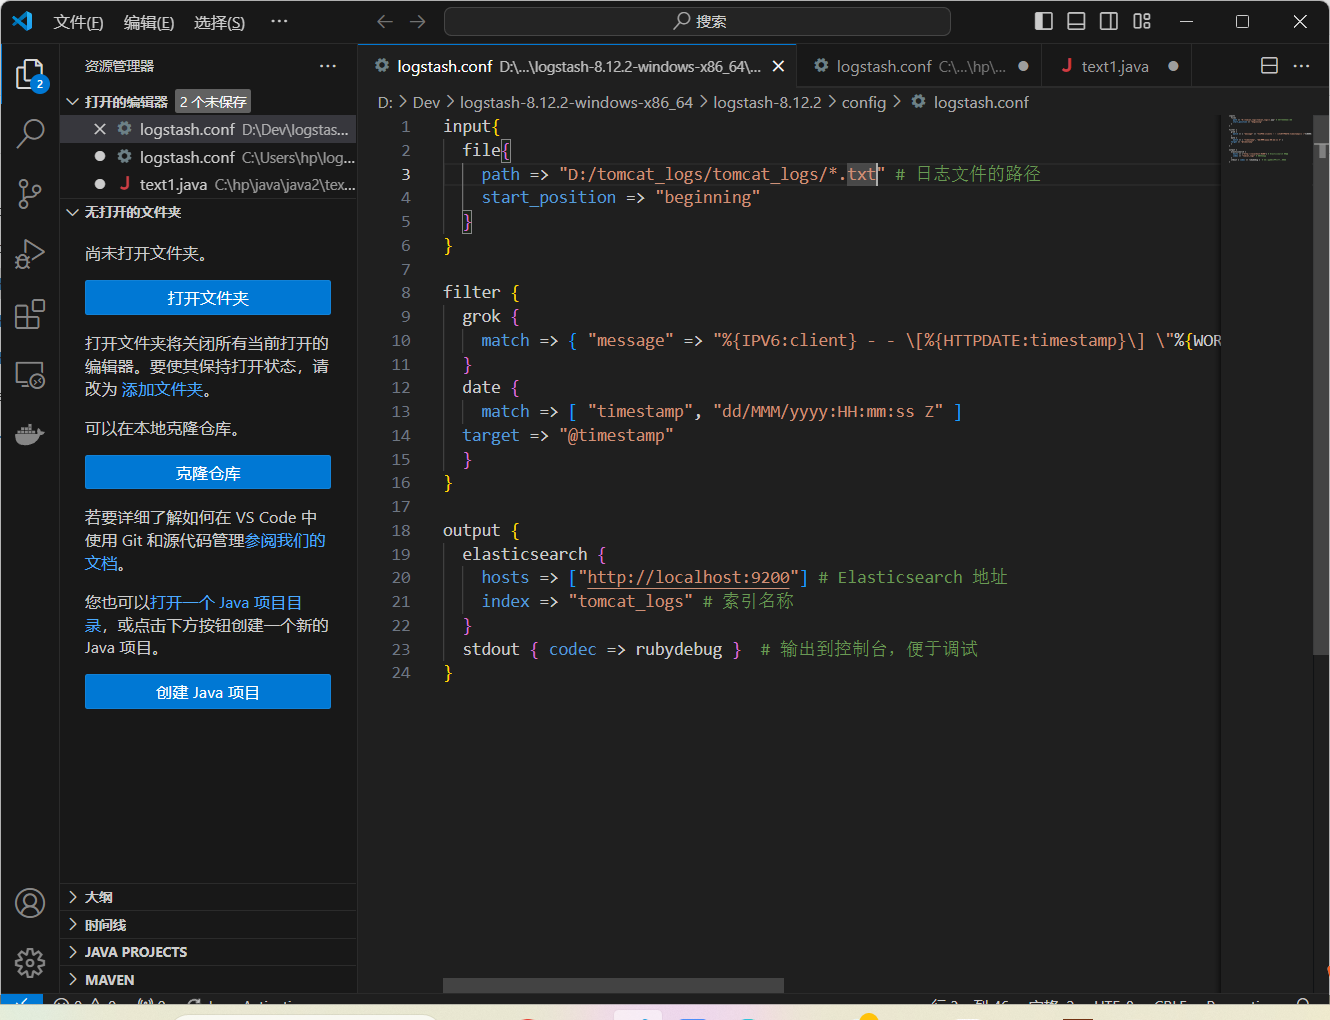 文件(F) 编辑(E) 选择(S) ··· 搜索
资源管理器 ···
打开的编辑器 2 个未保存
logstash.conf D:\Dev\logstas...
logstash.conf C:\Users\hp\log...
J text1.java C:\hp\java\java2\tex...
无打开的文件夹
尚未打开文件夹。
打开文件夹
打开文件夹将关闭所有当前打开的
编辑器。要使其保持打开状态，请
改为 添加文件夹。
可以在本地克隆仓库。
克隆仓库
若要详细了解如何在 VS Code 中
使用 Git 和源代码管理参阅我们的
文档。
您也可以打开一个 Java 项目目
录，或点击下方按钮创建一个新的
Java 项目。
创建 Java 项目
大纲
时间线
JAVA PROJECTS
MAVEN
2
logstash.conf D:\...\logstash-8.12.2-windows-x86_64\... logstash.conf C:\...\hp\... J text1.java ···
D: > Dev > logstash-8.12.2-windows-x86_64 > logstash-8.12.2 > config > logstash.conf
1 input{
2 file{
3 path => "D:/tomcat_logs/tomcat_logs/*.txt" # 日志文件的路径
4 start_position => "beginning"
5 }
6 }
7
8 filter {
9 grok {
10 match => { "message" => "%{IPV6:client} - - \[%{HTTPDATE:timestamp}\] \"%{WOR
11 }
12 date {
13 match => [ "timestamp", "dd/MMM/yyyy:HH:mm:ss Z" ]
14 target => "@timestamp"
15 }
16 }
17
18 output {
19 elasticsearch {
20 hosts => ["http://localhost:9200"] # Elasticsearch 地址
21 index => "tomcat_logs" # 索引名称
22 }
23 stdout { codec => rubydebug } # 输出到控制台，便于调试
24 }